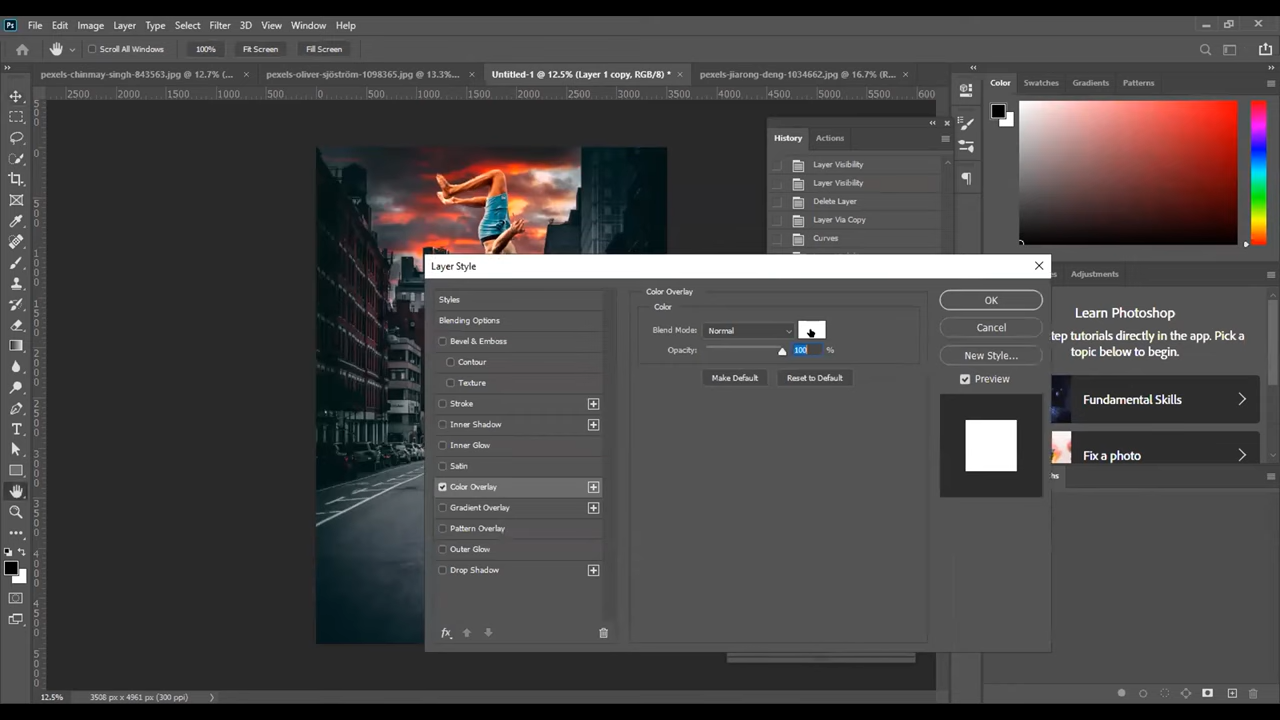 Ps File Edit Image Layer Type Select Filter 3D View Window Help
Scroll All Windows 100% Fit Screen Fill Screen
pexels-chinmay-singh-843563.jpg @ 12.7% (... × pexels-oliver-sjöström-1098365.jpg @ 13.3%... × Untitled-1 @ 12.5% (Layer 1 copy, RGB/8) * × pexels-jiarong-deng-1034662.jpg @ 16.7% (R... ×
Color Swatches Gradients Patterns
2500 2000 1500 1000 500 0 500 1000 1500 2000 2500 3000 3500 4000 4500 5000 5500 600
History Actions
Layer Visibility
Layer Visibility
Delete Layer
Layer Via Copy
Curves
Layer Style
Styles
Blending Options
Bevel & Emboss
Contour
Texture
Stroke
Inner Shadow
Inner Glow
Satin
Color Overlay
Gradient Overlay
Pattern Overlay
Outer Glow
Drop Shadow
fx
Color Overlay
Color
Blend Mode: Normal
Opacity: 100 %
Make Default Reset to Default
OK
Cancel
New Style...
Preview
Adjustments
Learn Photoshop
tep tutorials directly in the app. Pick a
topic below to begin.
Fundamental Skills
Fix a photo
hs
12.5% 3508 px x 4961 px (300 ppi)